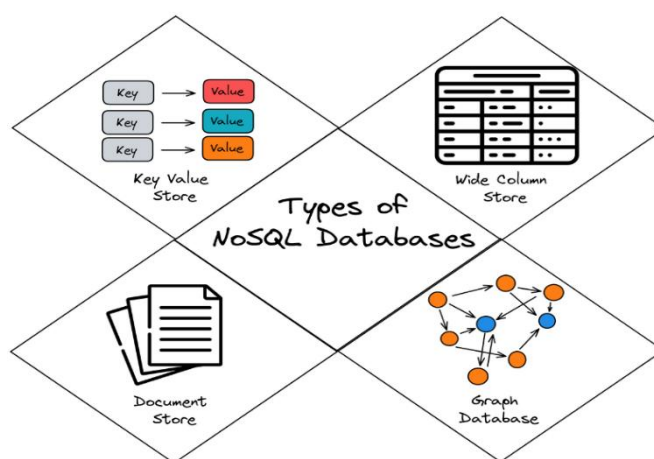 Key
Value
Key
Value
Key
Value
Key Value
Store
Wide Column
Store
Types of
NoSQL Databases
Document
Store
Graph
Database